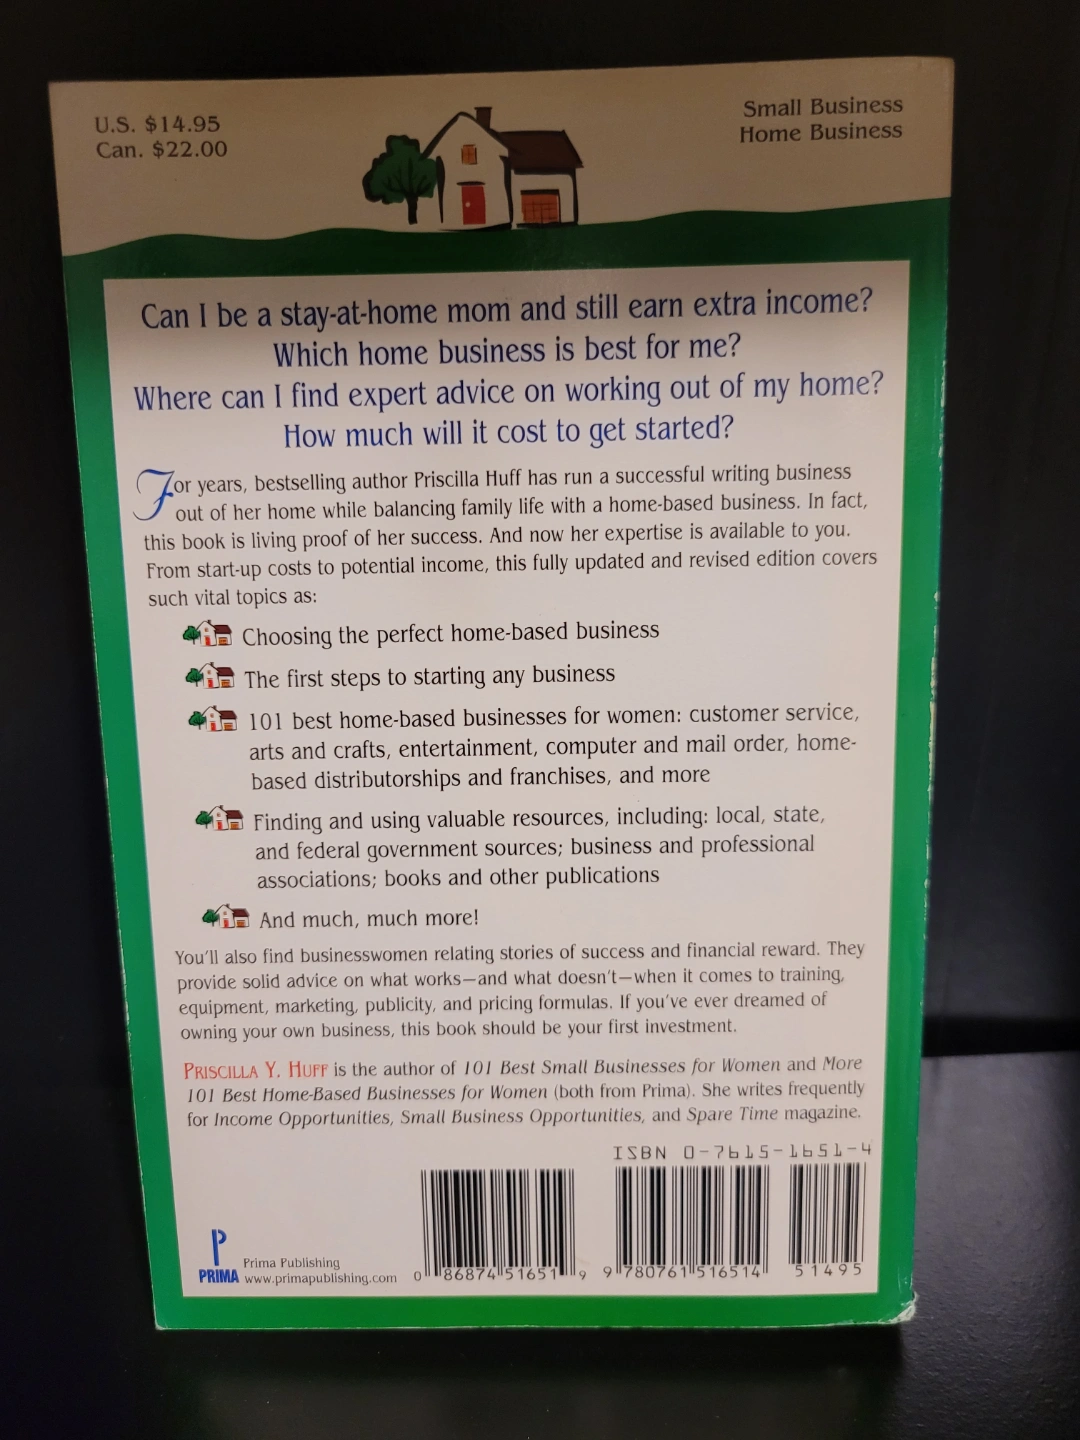 U.S. $14.95
Can. $22.00
Small Business
Home Business
Can I be a stay-at-home mom and still earn extra income?
Which home business is best for me?
Where can I find expert advice on working out of my home?
How much will it cost to get started?
For years, bestselling author Priscilla Huff has run a successful writing business
out of her home while balancing family life with a home-based business. In fact,
this book is living proof of her success. And now her expertise is available to you.
From start-up costs to potential income, this fully updated and revised edition covers
such vital topics as:
Choosing the perfect home-based business
The first steps to starting any business
101 best home-based businesses for women: customer service,
arts and crafts, entertainment, computer and mail order, home-
based distributorships and franchises, and more
Finding and using valuable resources, including: local, state,
and federal government sources; business and professional
associations; books and other publications
And much, much more!
You'll also find businesswomen relating stories of success and financial reward. They
provide solid advice on what works—and what doesn't—when it comes to training,
equipment, marketing, publicity, and pricing formulas. If you've ever dreamed of
owning your own business, this book should be your first investment.
PRISCILLA Y. HUFF is the author of 101 Best Small Businesses for Women and More
101 Best Home-Based Businesses for Women (both from Prima). She writes frequently
for Income Opportunities, Small Business Opportunities, and Spare Time magazine.
ISBN 0-7615-1651-4
P
PRIMA
Prima Publishing
www.primapublishing.com
0 86874 51651 9
9 780761 516514
51495